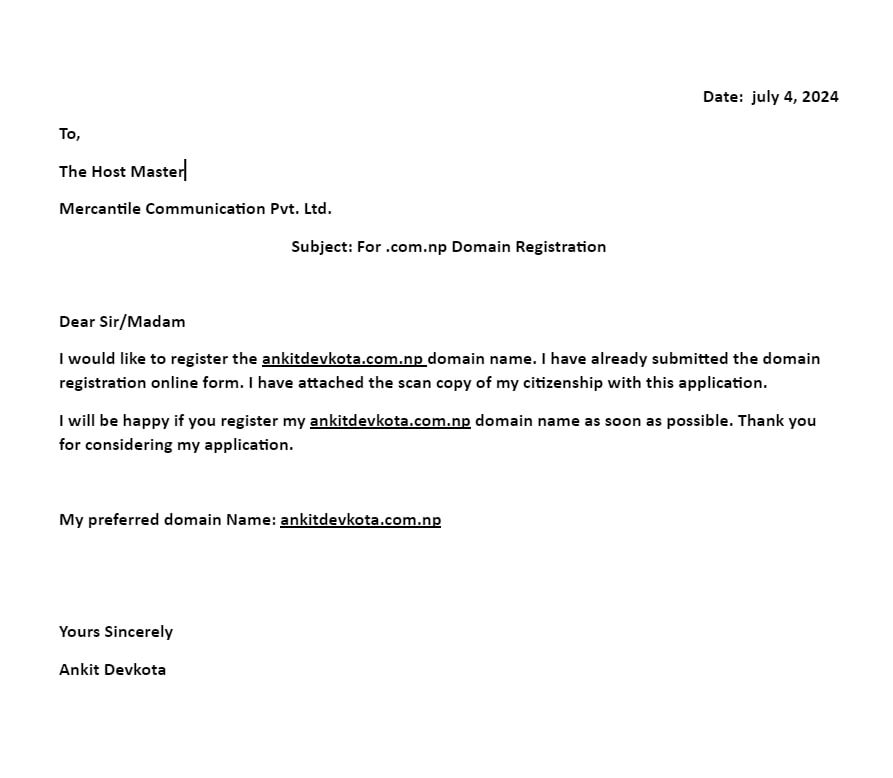 Date:  july 4, 2024
To,
The Host Master
Mercantile Communication Pvt. Ltd.
Subject: For .com.np Domain Registration
Dear Sir/Madam
I would like to register the ankitdevkota.com.np domain name. I have already submitted the domain
registration online form. I have attached the scan copy of my citizenship with this application.
I will be happy if you register my ankitdevkota.com.np domain name as soon as possible. Thank you
for considering my application.
My preferred domain Name: ankitdevkota.com.np
Yours Sincerely
Ankit Devkota